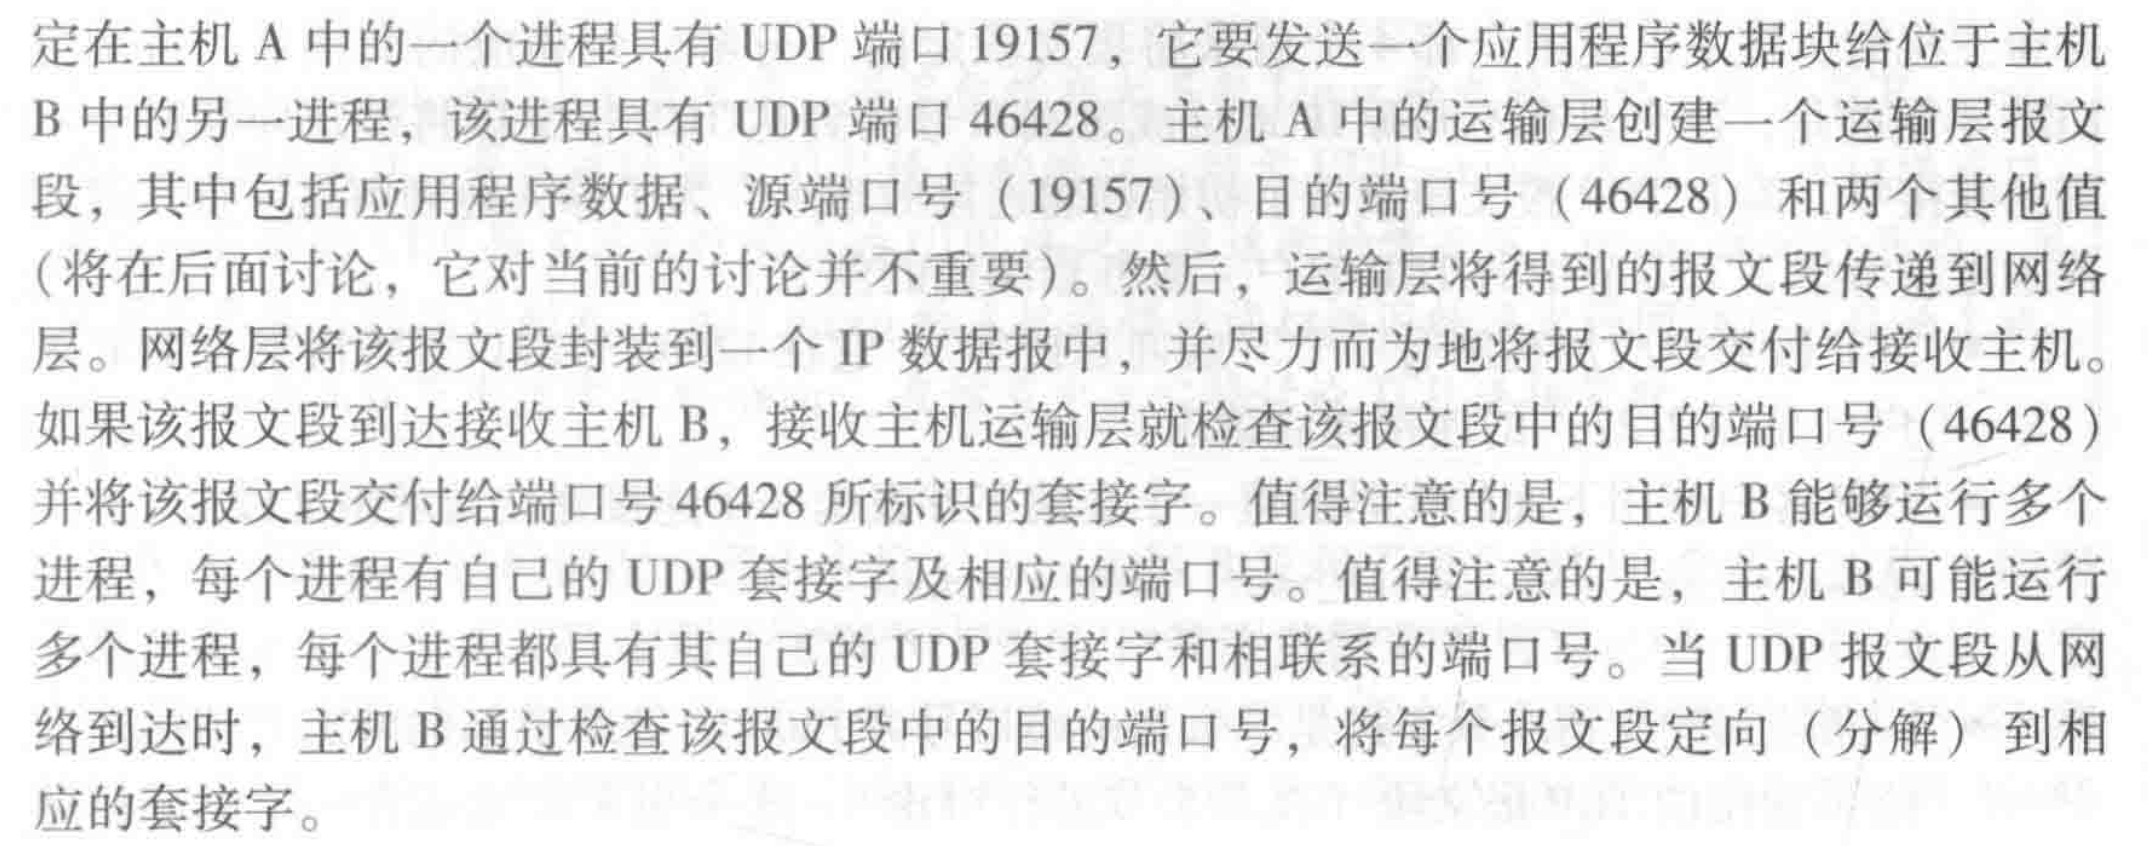 定在主机 A 中的一个进程具有 UDP 端口 19157，它要发送一个应用程序数据块给位于主机
B 中的另一进程，该进程具有 UDP 端口 46428。主机 A 中的运输层创建一个运输层报文
段，其中包括应用程序数据、源端口号（19157）、目的端口号（46428）和两个其他值
（将在后面讨论，它对当前的讨论并不重要）。然后，运输层将得到的报文段传递到网络
层。网络层将该报文段封装到一个 IP 数据报中，并尽力而为地将报文段交付给接收主机。
如果该报文段到达接收主机 B，接收主机运输层就检查该报文段中的目的端口号（46428）
并将该报文段交付给端口号 46428 所标识的套接字。值得注意的是，主机 B 能够运行多个
进程，每个进程有自己的 UDP 套接字及相应的端口号。值得注意的是，主机 B 可能运行
多个进程，每个进程都具有其自己的 UDP 套接字和相联系的端口号。当 UDP 报文段从网
络到达时，主机 B 通过检查该报文段中的目的端口号，将每个报文段定向（分解）到相
应的套接字。